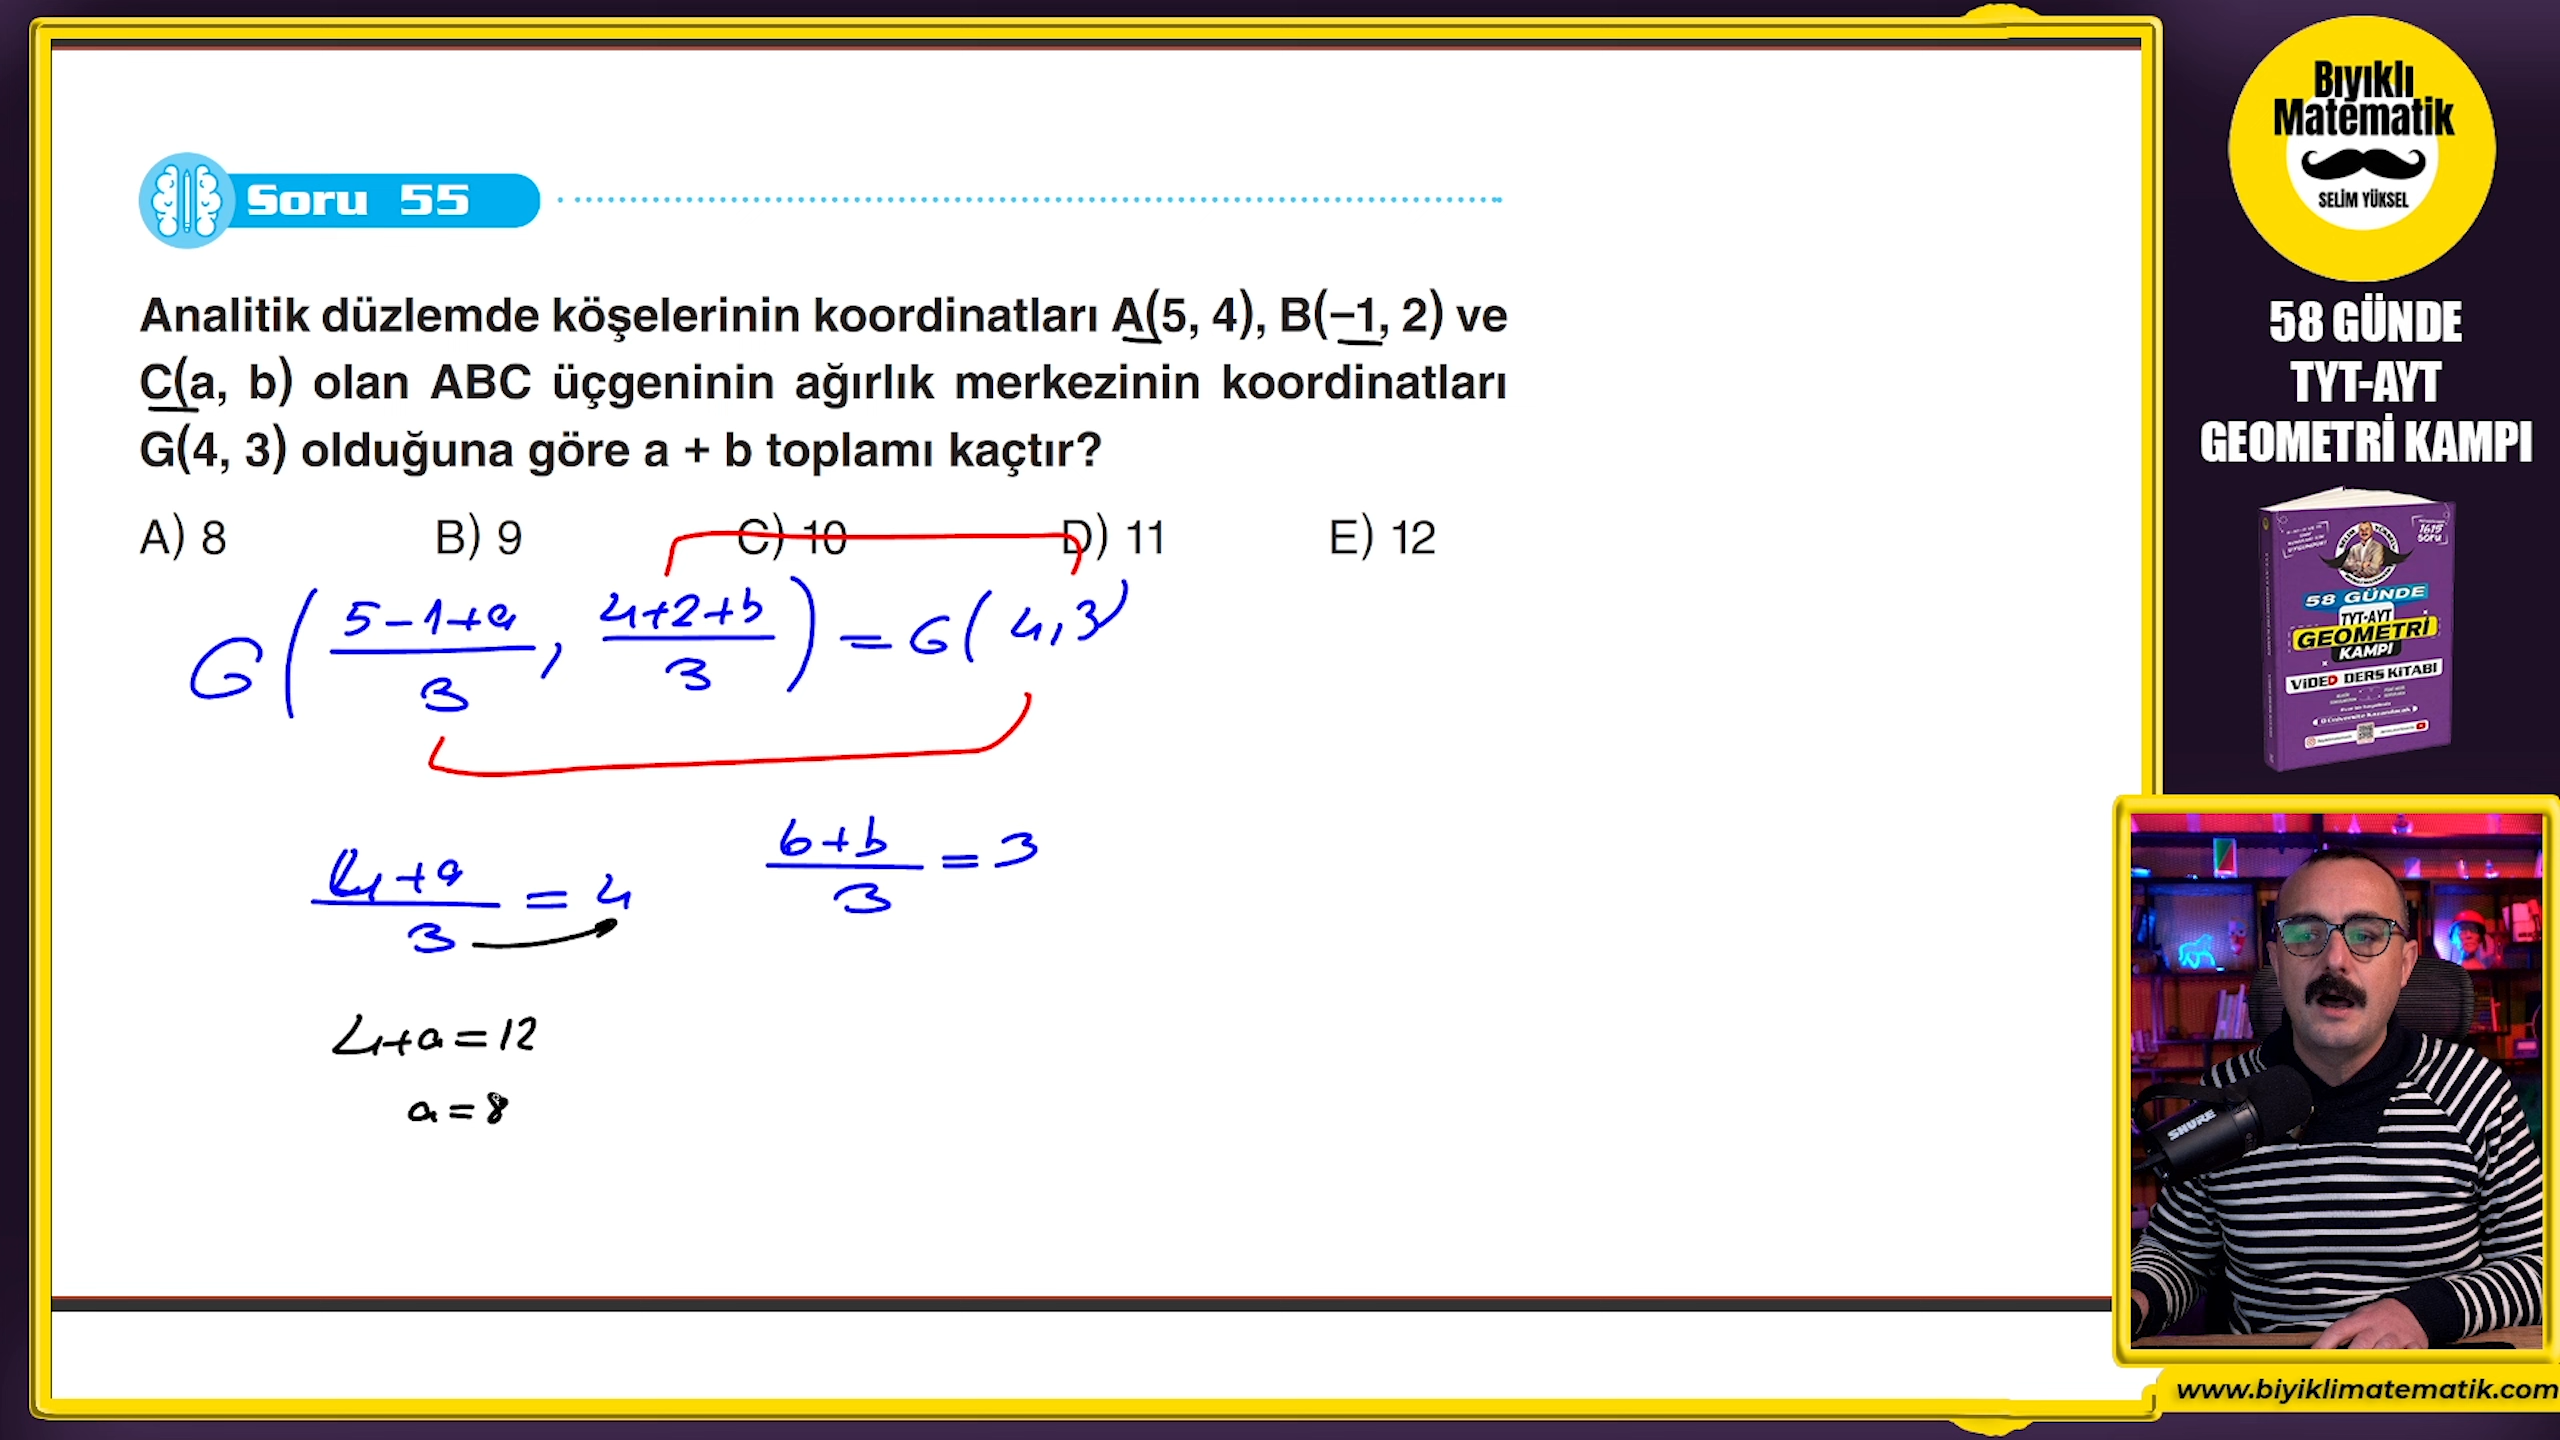 Soru 55
Analitik düzlemde köşelerinin koordinatları A(5, 4), B(–1, 2) ve
C(a, b) olan ABC üçgeninin ağırlık merkezinin koordinatları
G(4, 3) olduğuna göre a + b toplamı kaçtır?
A) 8 B) 9 C) 10 D) 11 E) 12
G((5-1+a)/3, (4+2+b)/3) = G(4,3)
(4+a)/3 = 4
(6+b)/3 = 3
4+a=12
a=8
Bıyıklı
Matematik
SELİM YÜKSEL
58 GÜNDE
TYT-AYT
GEOMETRİ KAMPI
1615
soru
58 GÜNDE
TYT-AYT
GEOMETRİ
KAMPI
VİDEO DERS KİTABI
SHURE
www.biyiklimatematik.com